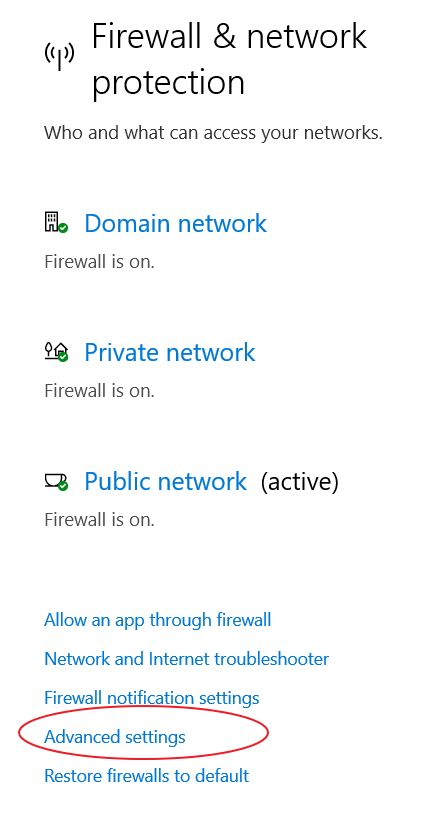 Firewall & network
protection
Who and what can access your networks.
Domain network
Firewall is on.
Private network
Firewall is on.
Public network (active)
Firewall is on.
Allow an app through firewall
Network and Internet troubleshooter
Firewall notification settings
Advanced settings
Restore firewalls to default